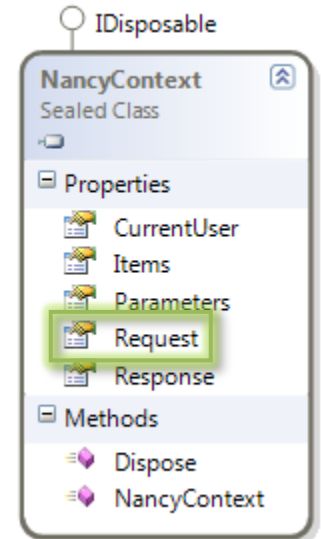 IDisposable
NancyContext
Sealed Class
Properties
CurrentUser
Items
Parameters
Request
Response
Methods
Dispose
NancyContext